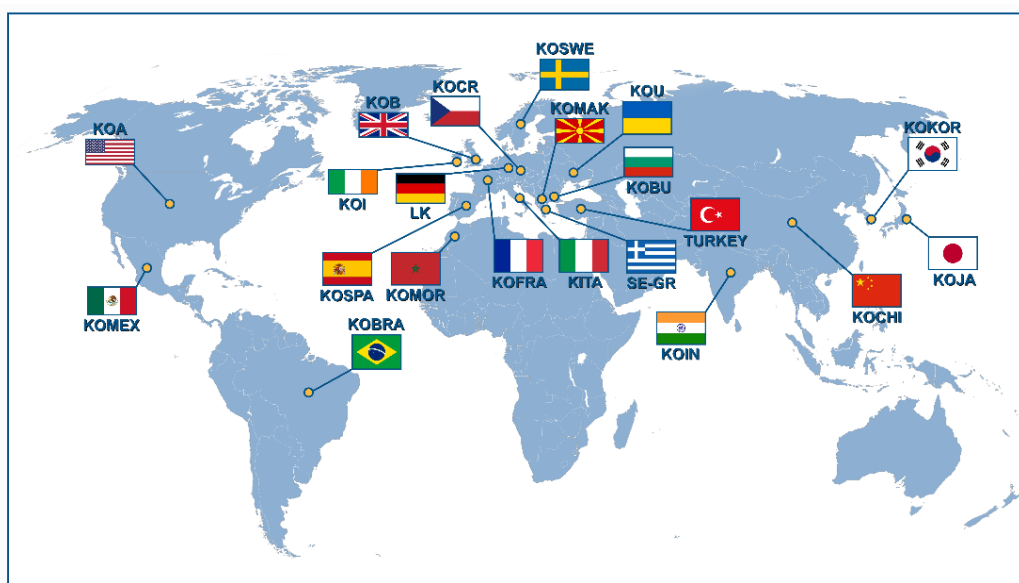 KOSWE
KOCR
KOU
KOB
KOMAK
KOA
KOKOR
KOBU
KOI
LK
TURKEY
KOSPA
KOMOR
KOFRA
KITA
SE-GR
KOJA
KOMEX
KOCHI
KOBRA
KOIN